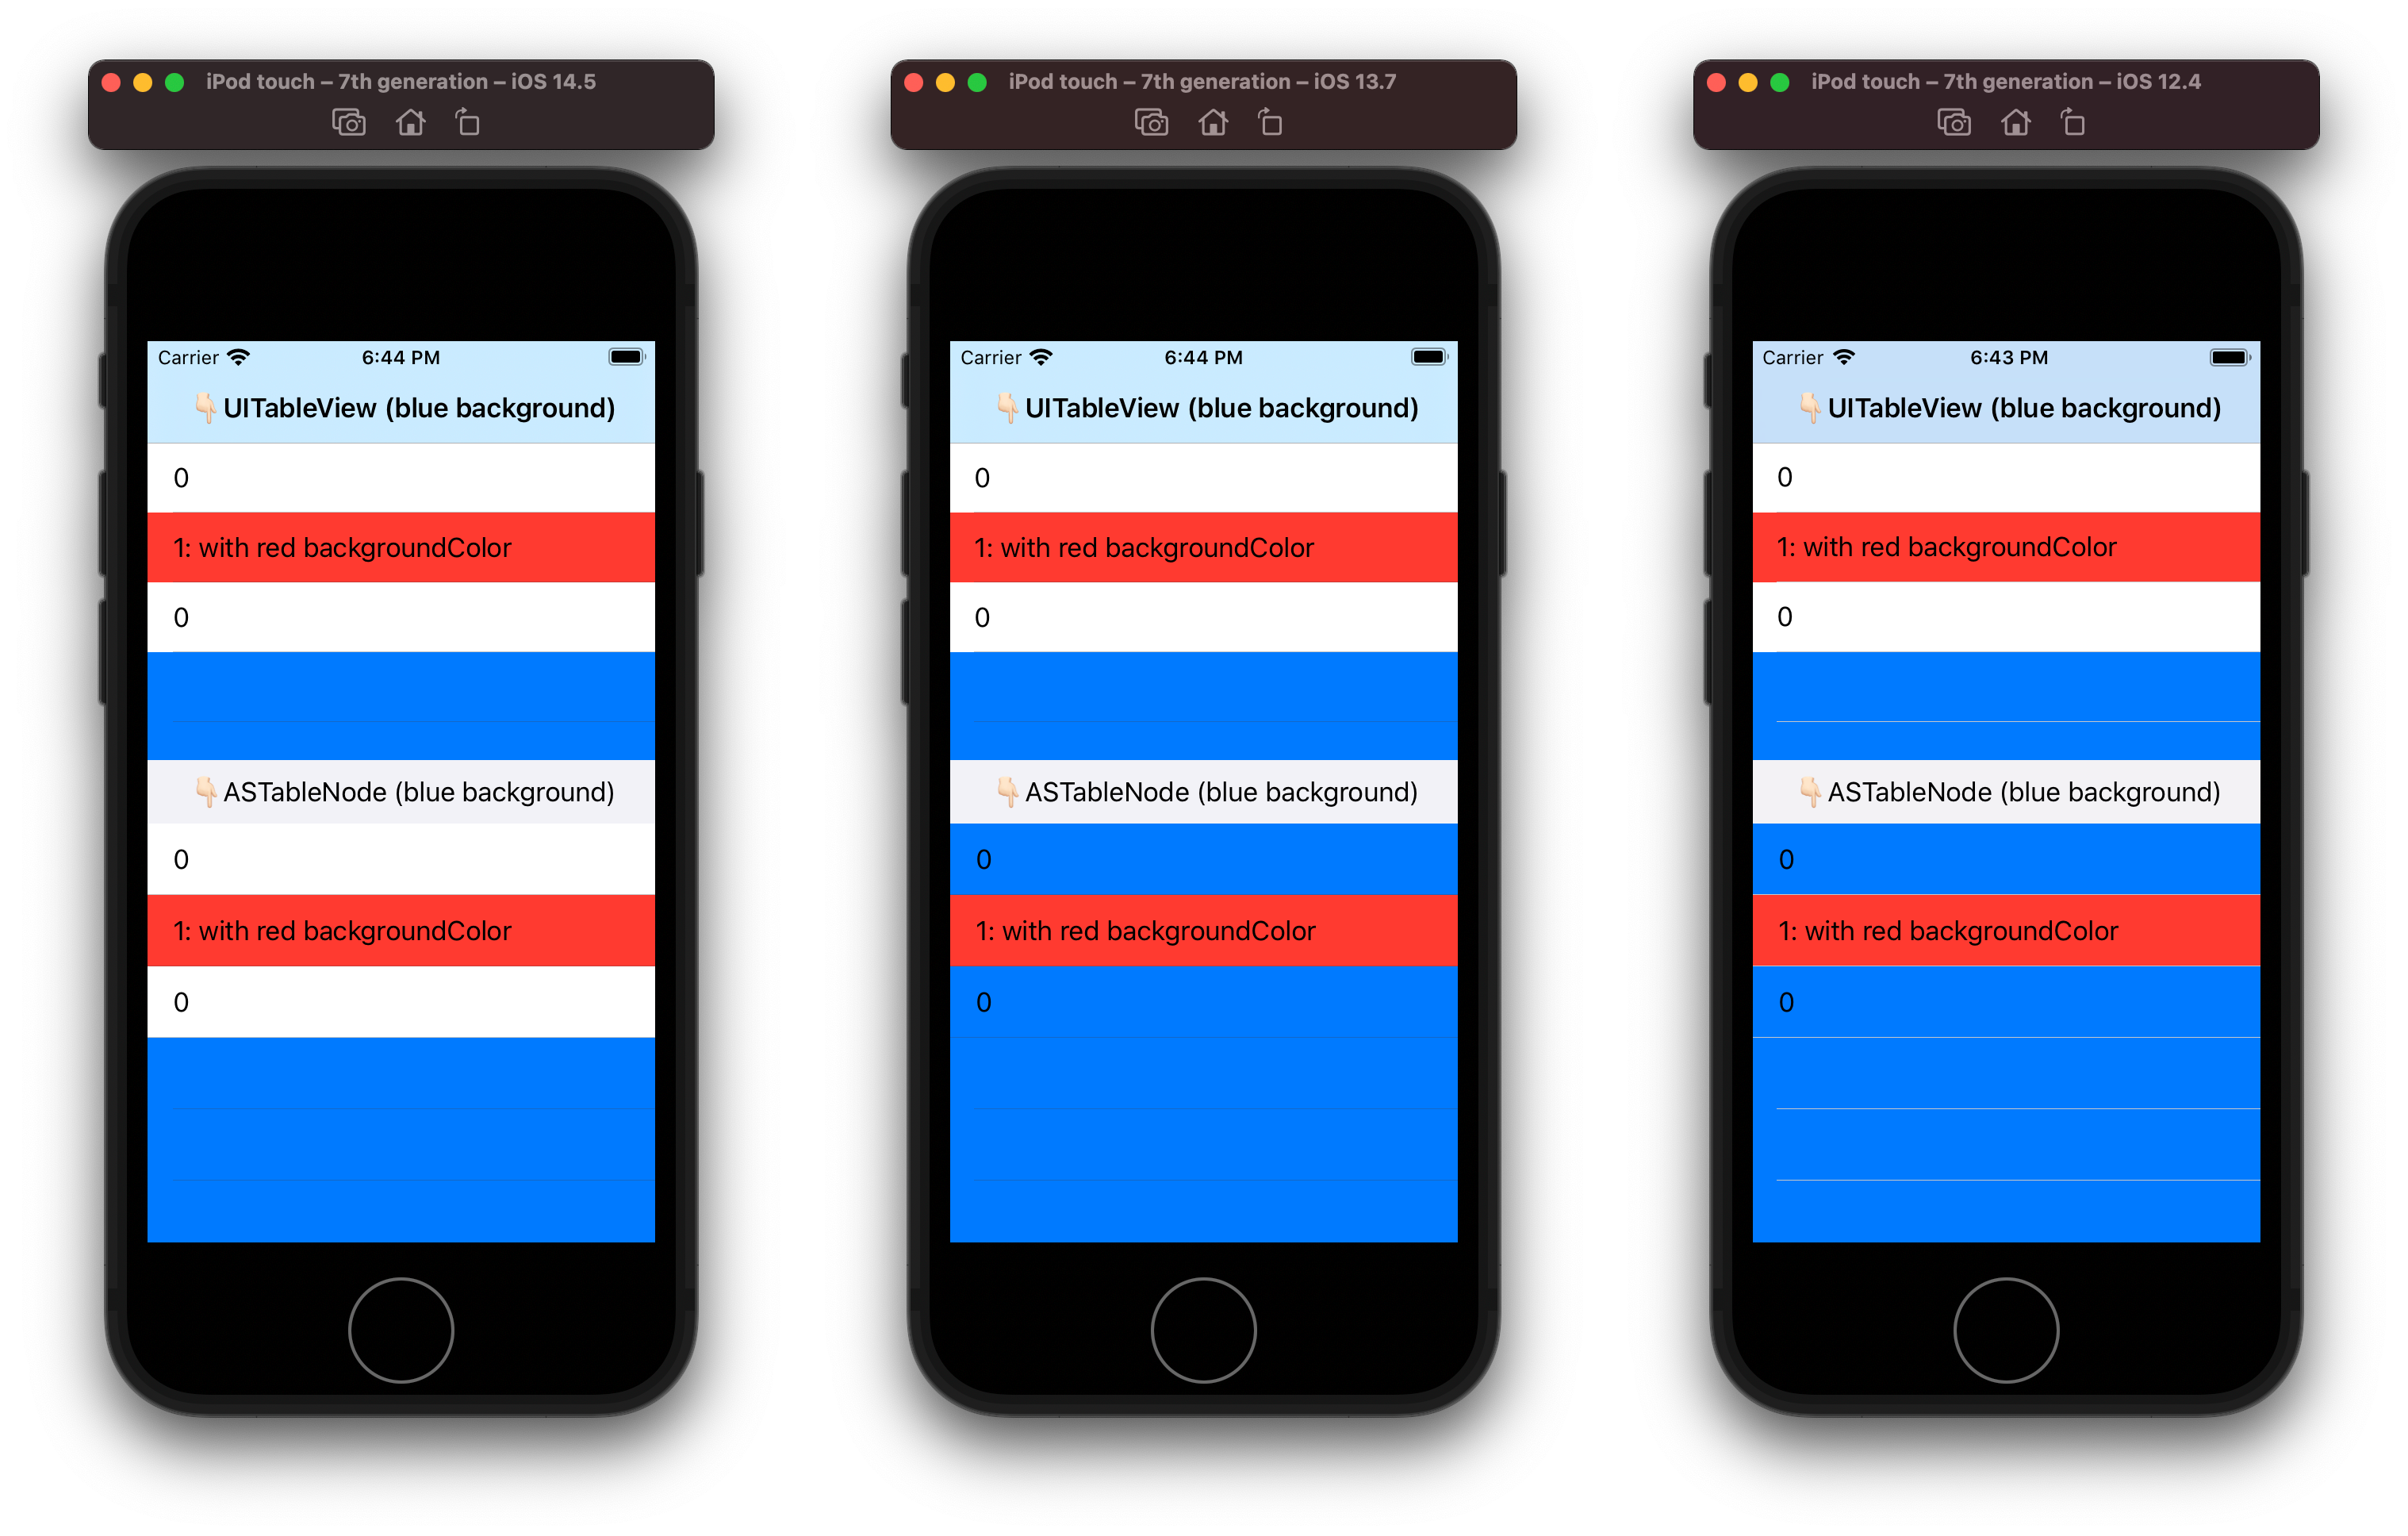 iPod touch – 7th generation – iOS 14.5
Carrier 6:44 PM
👇🏻UITableView (blue background)
0
1: with red backgroundColor
0
👇🏻ASTableNode (blue background)
0
1: with red backgroundColor
0
iPod touch – 7th generation – iOS 13.7
Carrier 6:44 PM
👇🏻UITableView (blue background)
0
1: with red backgroundColor
0
👇🏻ASTableNode (blue background)
0
1: with red backgroundColor
0
iPod touch – 7th generation – iOS 12.4
Carrier 6:43 PM
👇🏻UITableView (blue background)
0
1: with red backgroundColor
0
👇🏻ASTableNode (blue background)
0
1: with red backgroundColor
0